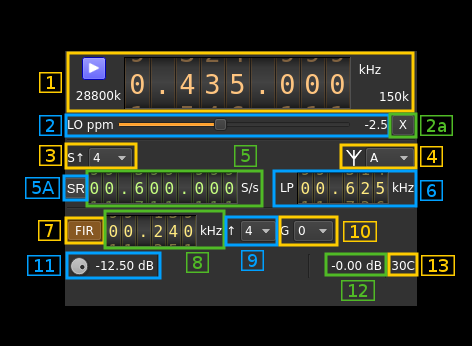 1 0.435.000 kHz
28800k 150k
2 LO ppm -2.5 X 2a
3 S↑ 4 5 A 4
5A SR 00.600.000 S/s LP 00.625 kHz 6
7 FIR 00.240 kHz ↑ 4 G 0 10
8 9
11 -12.50 dB -0.00 dB 30C 13
12